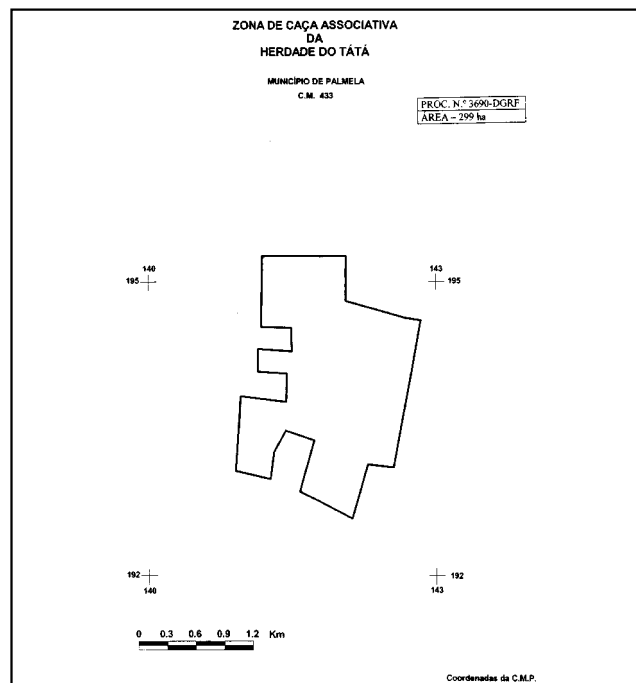 ZONA DE CAÇA ASSOCIATIVA
DA
HERDADE DO TÁTÁ
MUNICÍPIO DE PALMELA
C.M. 433
PROC. N.º 3690-DGRF
ÁREA – 299 ha
140
195
143
195
192
140
192
143
0 0.3 0.6 0.9 1.2 Km
Coordenadas da C.M.P.